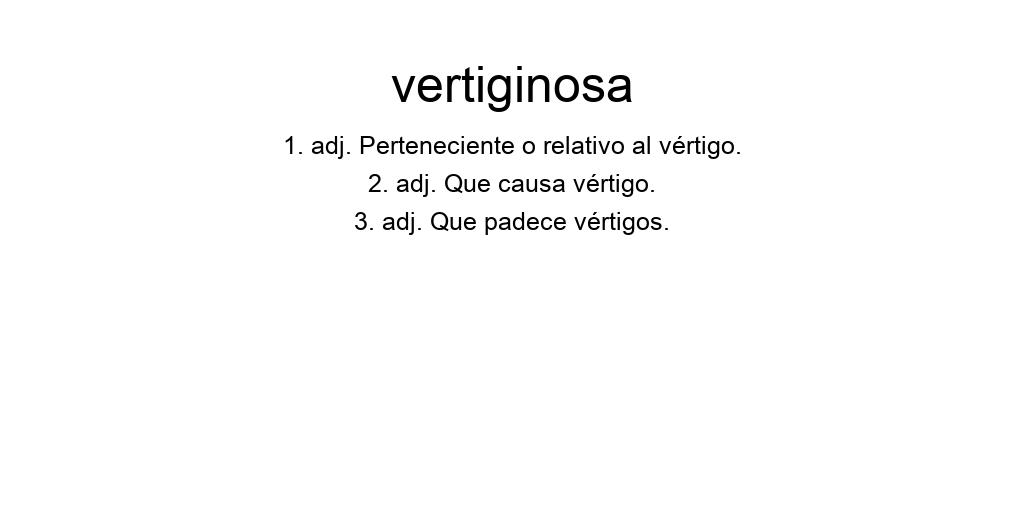 vertiginosa
1. adj. Perteneciente o relativo al vértigo.
2. adj. Que causa vértigo.
3. adj. Que padece vértigos.